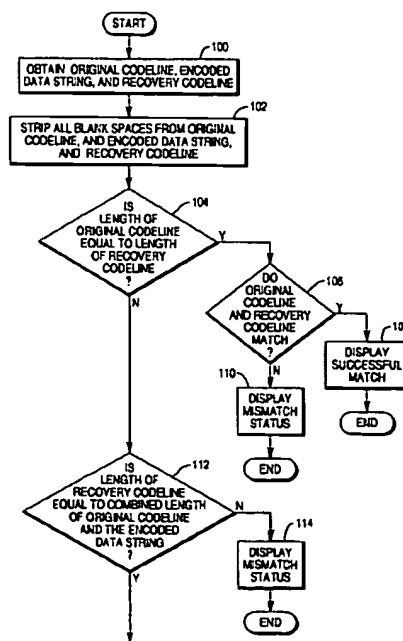 START
100
OBTAIN ORIGINAL CODELINE, ENCODED
DATA STRING, AND RECOVERY CODELINE
102
STRIP ALL BLANK SPACES FROM ORIGINAL
CODELINE, AND ENCODED DATA STRING,
AND RECOVERY CODELINE
104
IS
LENGTH OF
ORIGINAL CODELINE
EQUAL TO LENGTH
OF RECOVERY
CODELINE
?
Y
N
106
DO
ORIGINAL
CODELINE
AND RECOVERY
CODELINE
MATCH
?
Y
N
10
DISPLAY
SUCCESSFUL
MATCH
END
110
DISPLAY
MISMATCH
STATUS
END
112
IS
LENGTH OF
RECOVERY CODELINE
EQUAL TO COMBINED LENGTH
OF ORIGINAL CODELINE
AND THE ENCODED
DATA STRING
?
N
Y
114
DISPLAY
MISMATCH
STATUS
END